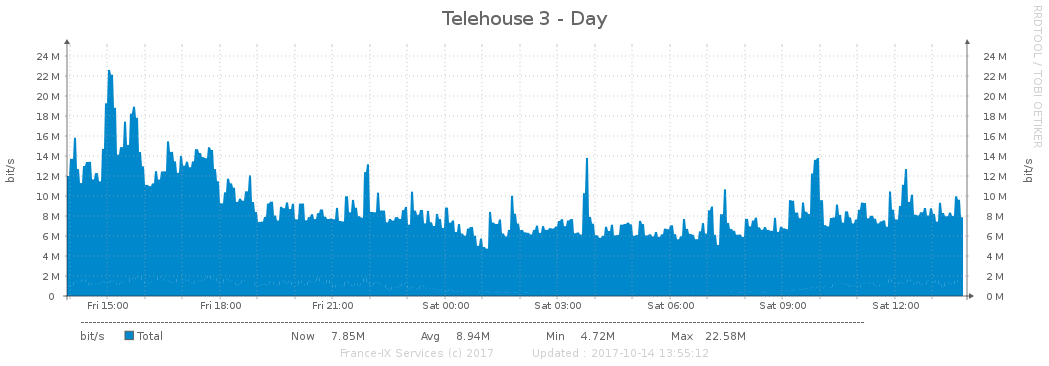 Telehouse 3 - Day
RRDTOOL / TOBI OETIKER
bit/s
bit/s
24 M 24 M
22 M 22 M
20 M 20 M
18 M 18 M
16 M 16 M
14 M 14 M
12 M 12 M
10 M 10 M
8 M 8 M
6 M 6 M
4 M 4 M
2 M 2 M
0 0 M
Fri 15:00 Fri 18:00 Fri 21:00 Sat 00:00 Sat 03:00 Sat 06:00 Sat 09:00 Sat 12:00
bit/s Total Now 7.85M Avg 8.94M Min 4.72M Max 22.58M
France-IX Services (c) 2017 Updated : 2017-10-14 13:55:12